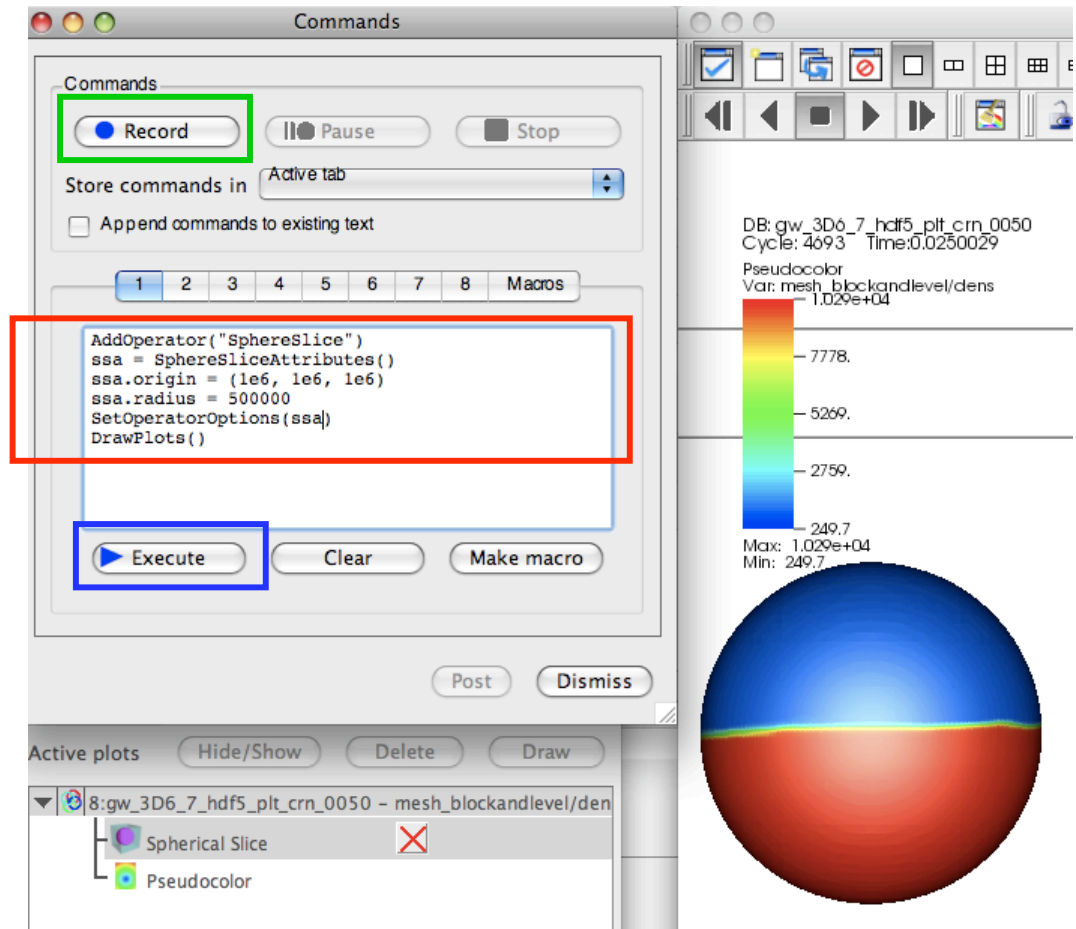 Commands
Commands
Record
Pause
Stop
Store commands in
Active tab
Append commands to existing text
1 2 3 4 5 6 7 8 Macros
AddOperator("SphereSlice")
ssa = SphereSliceAttributes()
ssa.origin = (1e6, 1e6, 1e6)
ssa.radius = 500000
SetOperatorOptions(ssa)
DrawPlots()
Execute
Clear
Make macro
Post
Dismiss
Active plots
Hide/Show
Delete
Draw
8:gw_3D6_7_hdf5_plt_crn_0050 – mesh_blockandlevel/den
Spherical Slice
Pseudocolor
DB: gw_3D6_7_hdf5_plt_crn_0050
Cycle: 4693 Time:0.0250029
Pseudocolor
Var: mesh_blockandlevel/dens
1.029e+04
7778.
5269.
2759.
249.7
Max: 1.029e+04
Min: 249.7